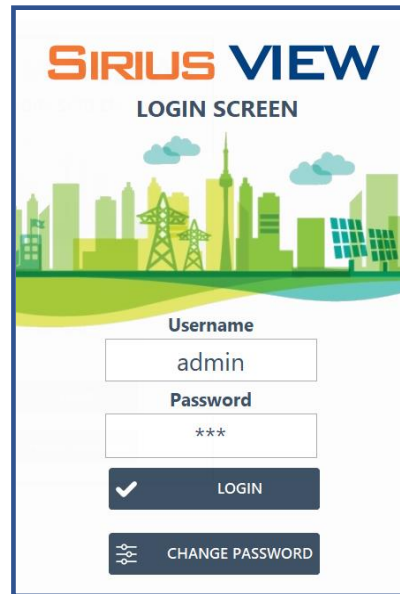 SIRIUS VIEW
LOGIN SCREEN
Username
admin
Password
***
LOGIN
CHANGE PASSWORD